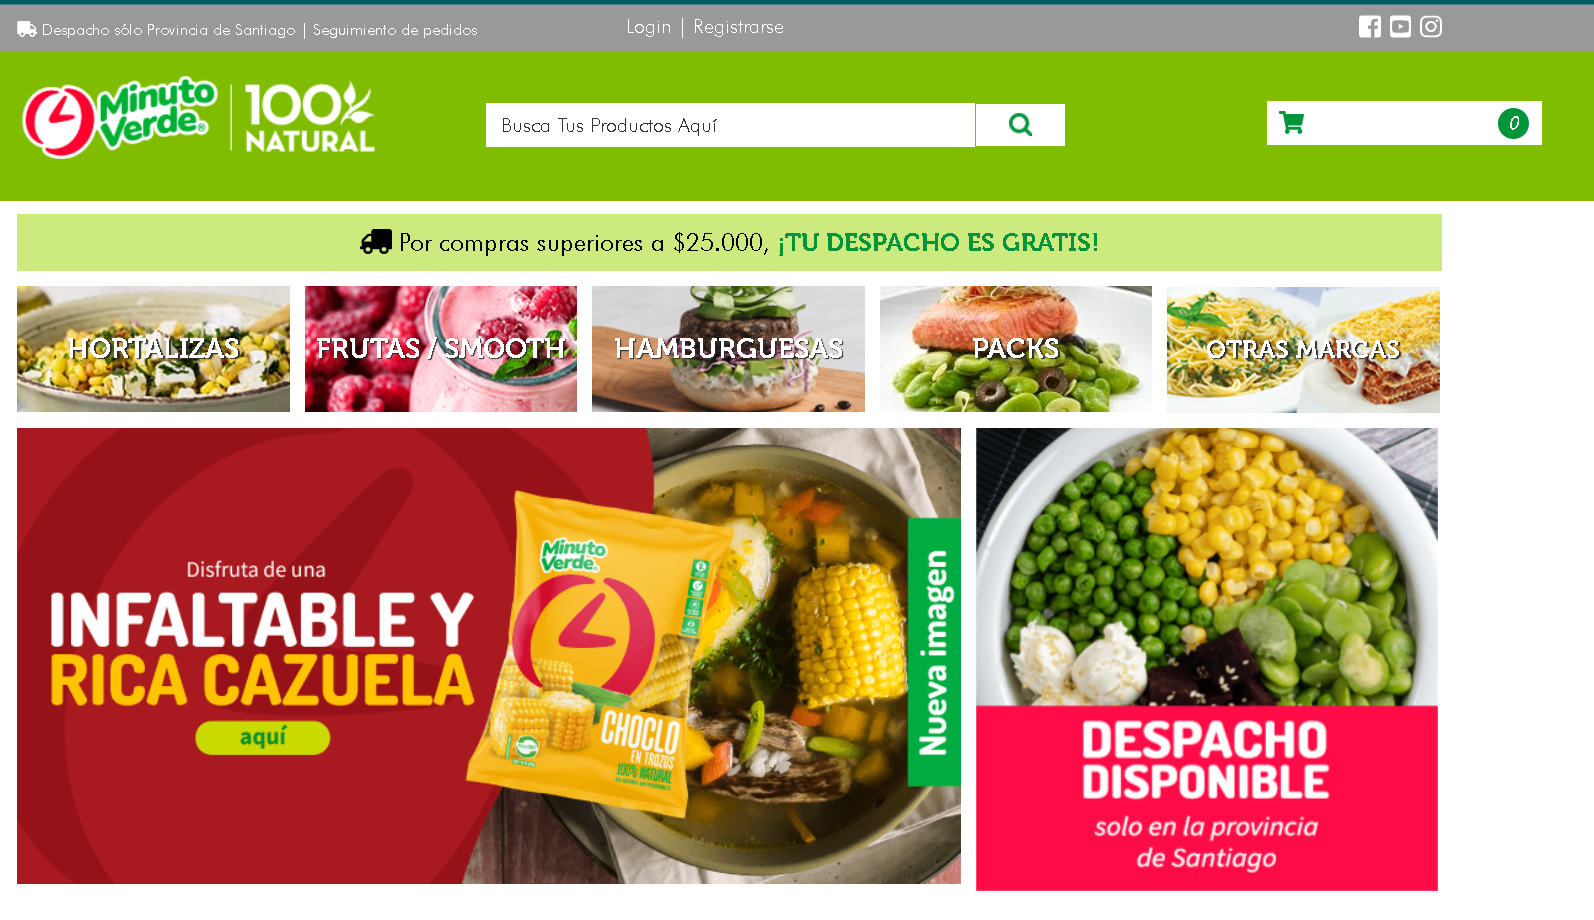 Despacho sólo Provincia de Santiago | Seguimiento de pedidos
Login | Registrarse
Minuto
Verde®
100%
NATURAL
Busca Tus Productos Aquí
0
Por compras superiores a $25.000, ¡TU DESPACHO ES GRATIS!
HORTALIZAS
FRUTAS / SMOOTH
HAMBURGUESAS
PACKS
OTRAS MARCAS
Disfruta de una
INFALTABLE Y
RICA CAZUELA
aquí
Minuto
Verde®
CHOCLO
EN TROZOS
100% NATURAL
Nueva imagen
DESPACHO
DISPONIBLE
solo en la provincia
de Santiago